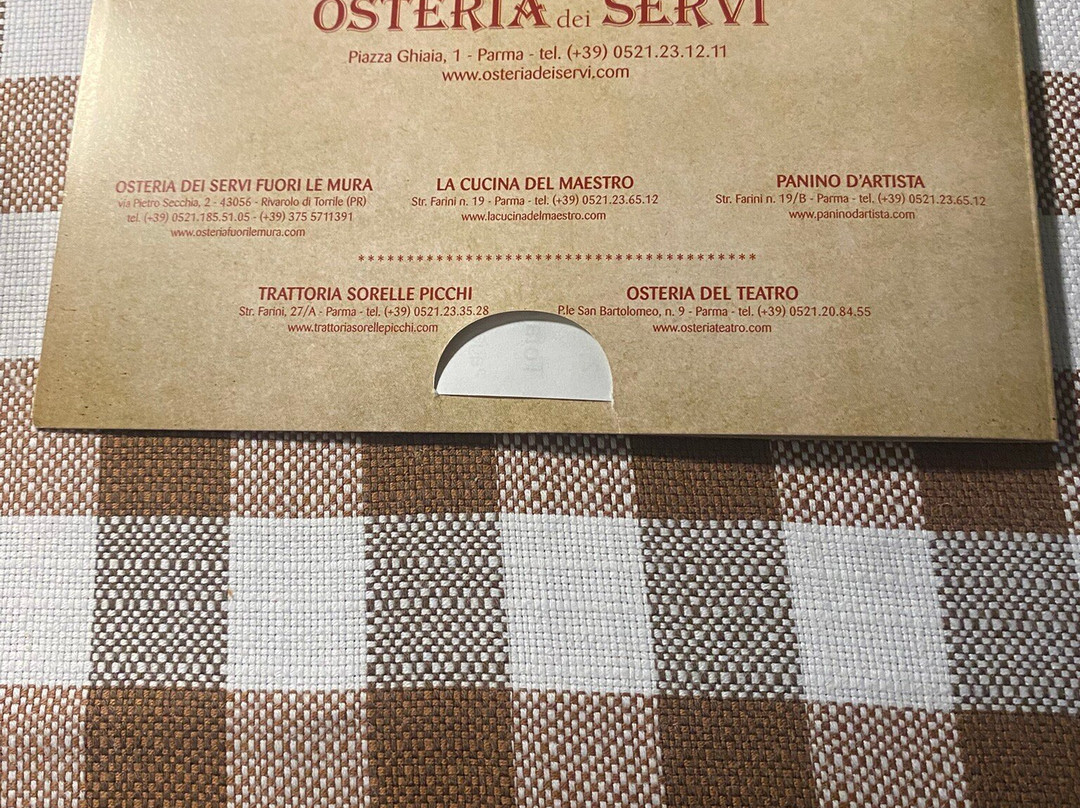 OSTERIA dei SERVI
Piazza Ghiaia, 1 - Parma - tel. (+39) 0521.23.12.11
www.osteriadeiservi.com
OSTERIA DEI SERVI FUORI LE MURA
via Pietro Secchia, 2 - 43056 - Rivarolo di Torrile (PR)
tel. (+39) 0521.185.51.05 - (+39) 375 5711391
www.osteriafuorilemura.com
LA CUCINA DEL MAESTRO
Str. Farini n. 19 - Parma - tel. (+39) 0521.23.65.12
www.lacucinadelmaestro.com
PANINO D'ARTISTA
Str. Farini n. 19/B - Parma - tel. (+39) 0521.23.65.12
www.paninodartista.com
****************************************
TRATTORIA SORELLE PICCHI
Str. Farini, 27/A - Parma - tel. (+39) 0521.23.35.28
www.trattoriasorellepicchi.com
OSTERIA DEL TEATRO
P.le San Bartolomeo, n. 9 - Parma - tel. (+39) 0521.20.84.55
www.osteriateatro.com